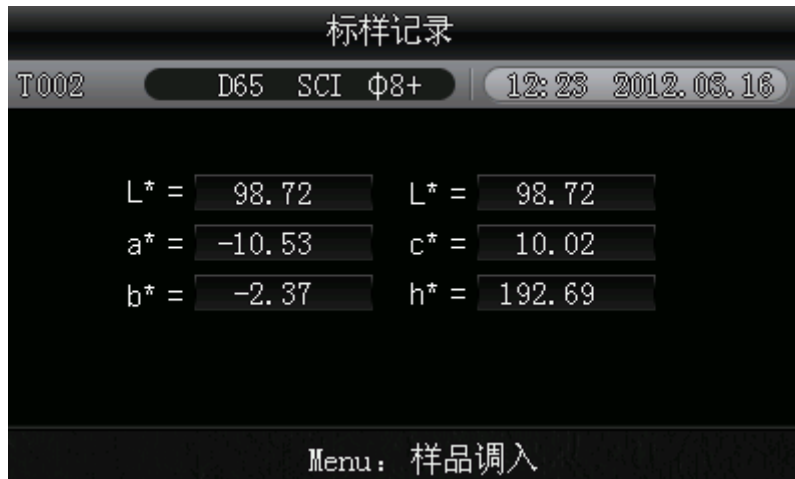 标样记录
T002 D65 SCI Φ8+ 12:23 2012.03.16
L* = 98.72 L* = 98.72
a* = -10.53 c* = 10.02
b* = -2.37 h* = 192.69
Menu: 样品调入